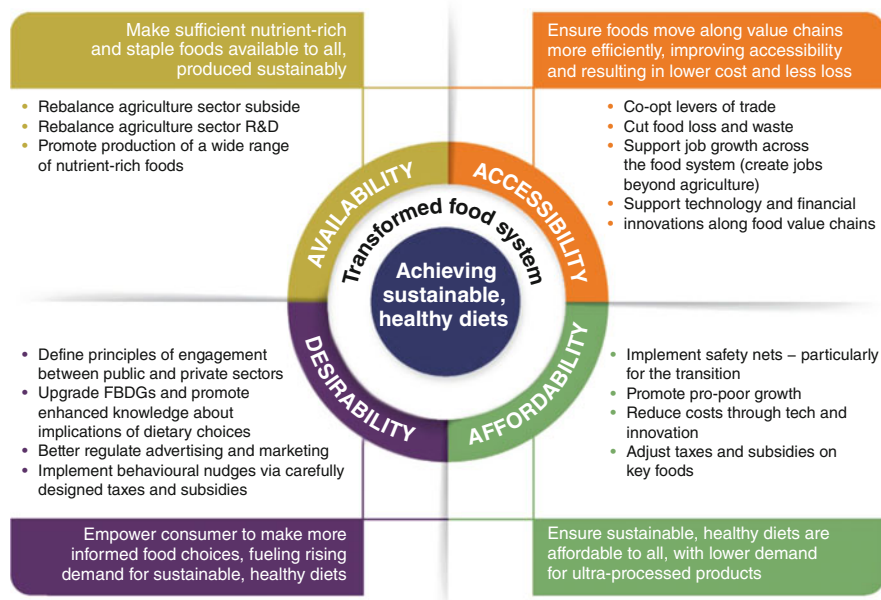 Make sufficient nutrient-rich
and staple foods available to all,
produced sustainably
• Rebalance agriculture sector subside
• Rebalance agriculture sector R&D
• Promote production of a wide range
of nutrient-rich foods
Ensure foods move along value chains
more efficiently, improving accessibility
and resulting in lower cost and less loss
• Co-opt levers of trade
• Cut food loss and waste
• Support job growth across
the food system (create jobs
beyond agriculture)
• Support technology and financial
• innovations along food value chains
AVAILABILITY
ACCESSIBILITY
Transformed food system
Achieving
sustainable,
healthy diets
DESIRABILITY
AFFORDABILITY
• Define principles of engagement
between public and private sectors
• Upgrade FBDGs and promote
enhanced knowledge about
implications of dietary choices
• Better regulate advertising and marketing
• Implement behavioural nudges via carefully
designed taxes and subsidies
Empower consumer to make more
informed food choices, fueling rising
demand for sustainable, healthy diets
• Implement safety nets – particularly
for the transition
• Promote pro-poor growth
• Reduce costs through tech and
innovation
• Adjust taxes and subsidies on
key foods
Ensure sustainable, healthy diets are
affordable to all, with lower demand
for ultra-processed products